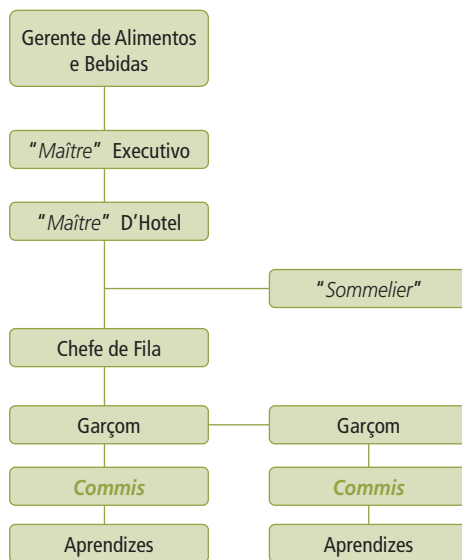 Gerente de Alimentos
e Bebidas
"Maître" Executivo
"Maître" D'Hotel
"Sommelier"
Chefe de Fila
Garçom
Garçom
Commis
Commis
Aprendizes
Aprendizes